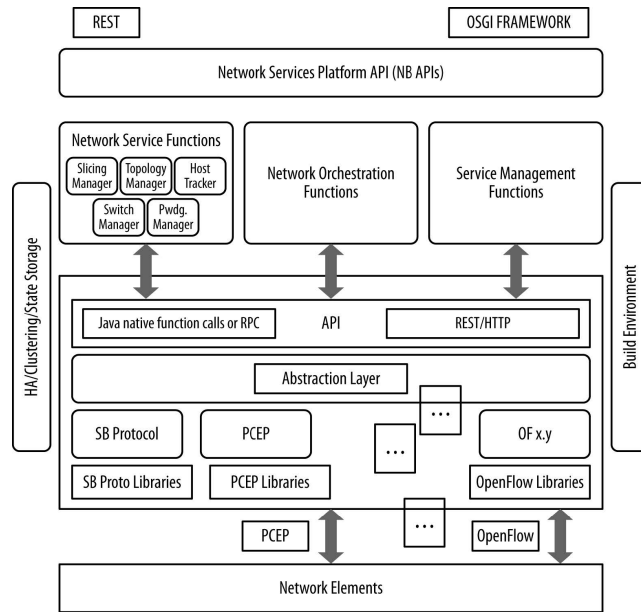 REST
OSGI FRAMEWORK
Network Services Platform API (NB APIs)
Network Service Functions
Slicing
Manager
Topology
Manager
Host
Tracker
Switch
Manager
Pwdg.
Manager
Network Orchestration
Functions
Service Management
Functions
HA/Clustering/State Storage
Build Environment
Java native function calls or RPC
API
REST/HTTP
Abstraction Layer
...
SB Protocol
PCEP
...
OF x.y
SB Proto Libraries
PCEP Libraries
OpenFlow Libraries
...
PCEP
OpenFlow
Network Elements